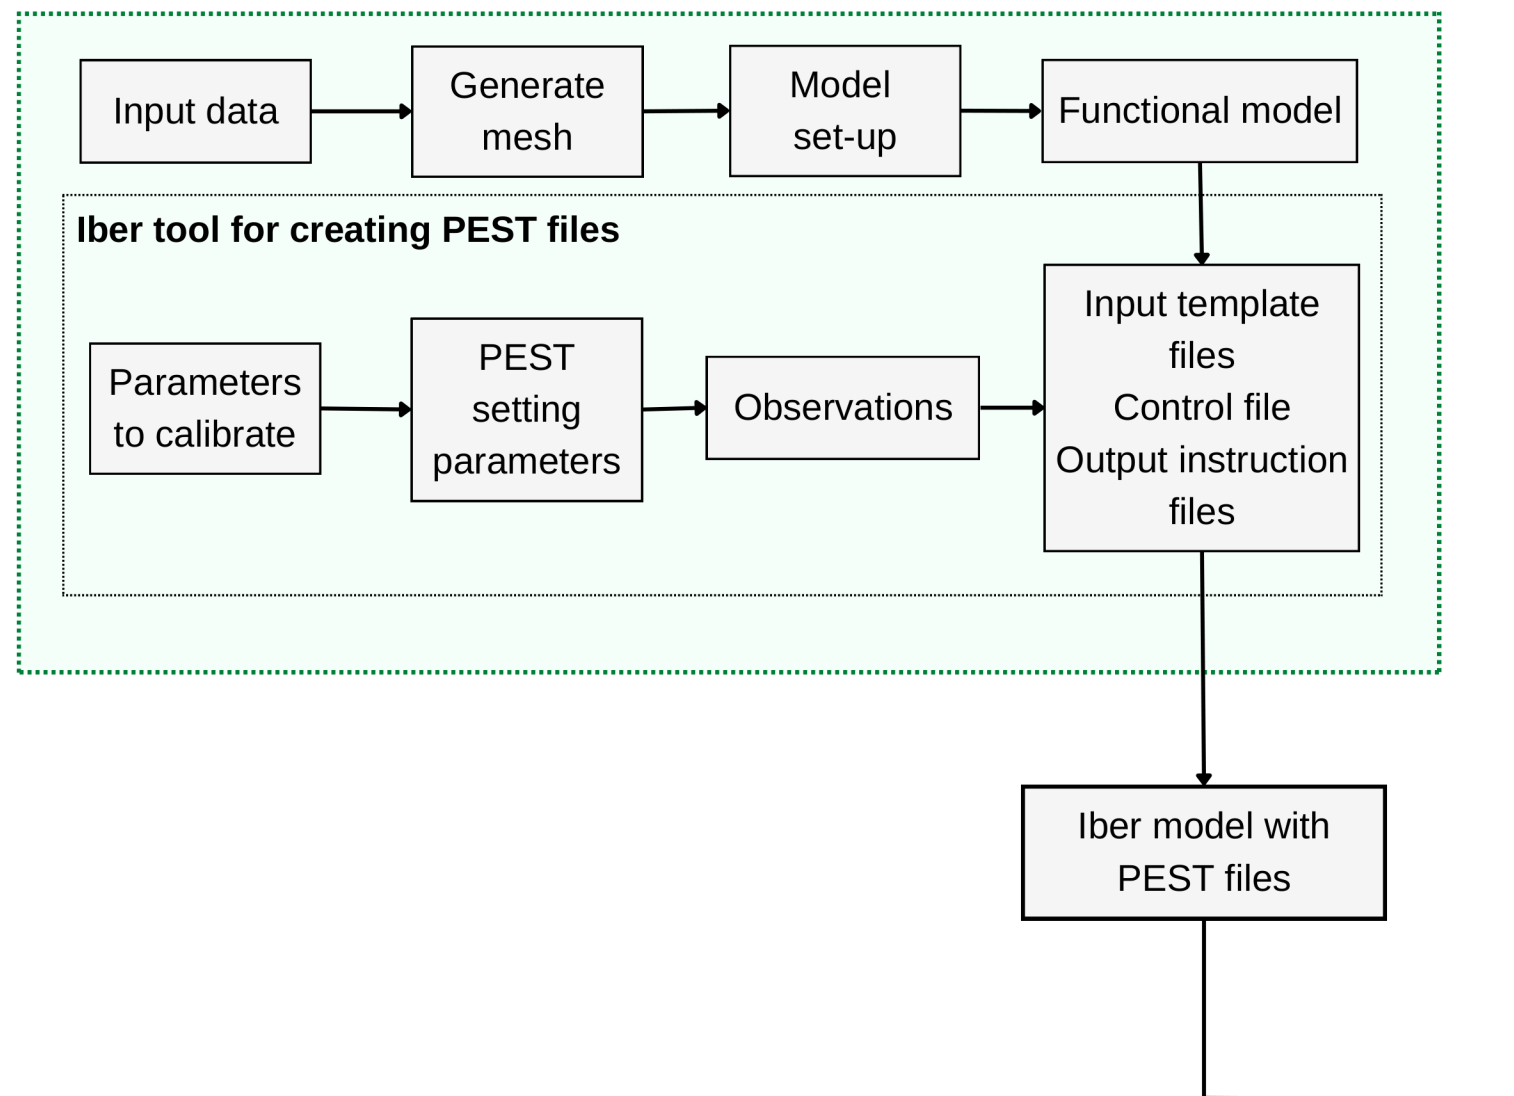 Input data
Generate
mesh
Model
set-up
Functional model
Iber tool for creating PEST files
Parameters
to calibrate
PEST
setting
parameters
Observations
Input template
files
Control file
Output instruction
files
Iber model with
PEST files